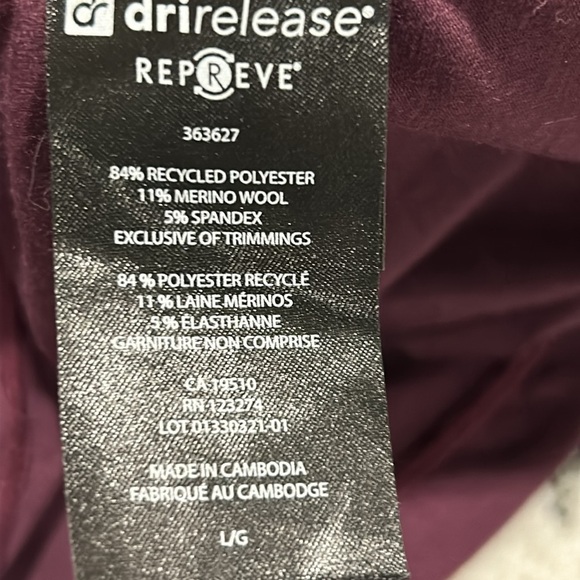 dr drirelease®
REPREVE®
363627
84% RECYCLED POLYESTER
11% MERINO WOOL
5% SPANDEX
EXCLUSIVE OF TRIMMINGS
84 % POLYESTER RECYCLÉ
11 % LAINE MÉRINOS
5 % ÉLASTHANNE
GARNITURE NON COMPRISE
CA 19510
RN 123274
LOT 01330321-01
MADE IN CAMBODIA
FABRIQUÉ AU CAMBODGE
L/G